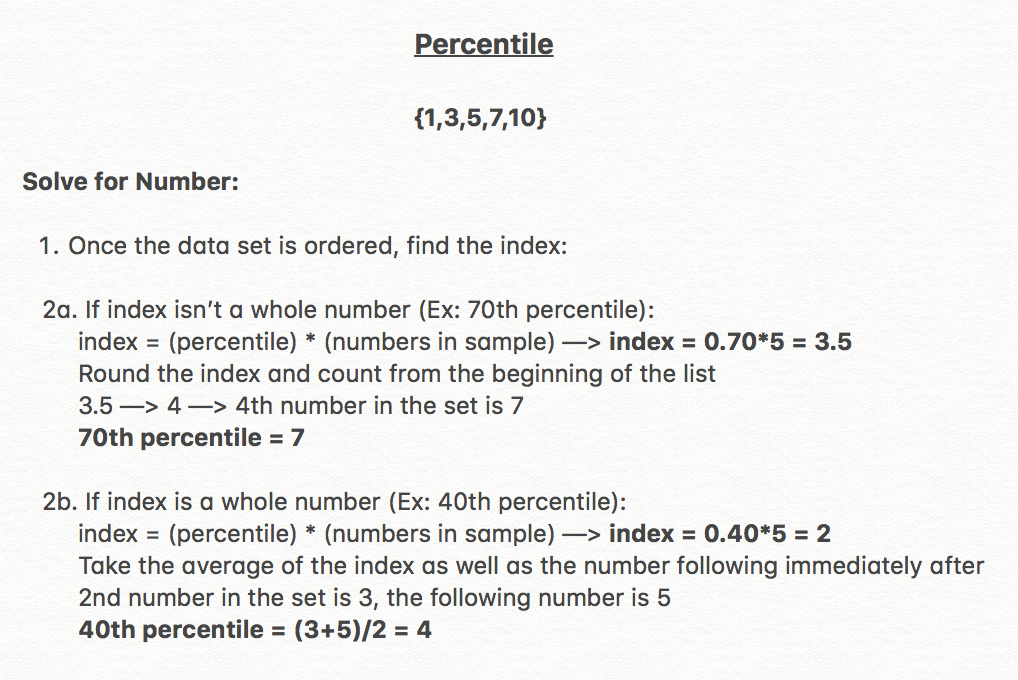 Percentile
{1,3,5,7,10}
Solve for Number:
1. Once the data set is ordered, find the index:
2a. If index isn’t a whole number (Ex: 70th percentile):
index = (percentile) * (numbers in sample) —> index = 0.70*5 = 3.5
Round the index and count from the beginning of the list
3.5 —> 4 —> 4th number in the set is 7
70th percentile = 7
2b. If index is a whole number (Ex: 40th percentile):
index = (percentile) * (numbers in sample) —> index = 0.40*5 = 2
Take the average of the index as well as the number following immediately after
2nd number in the set is 3, the following number is 5
40th percentile = (3+5)/2 = 4